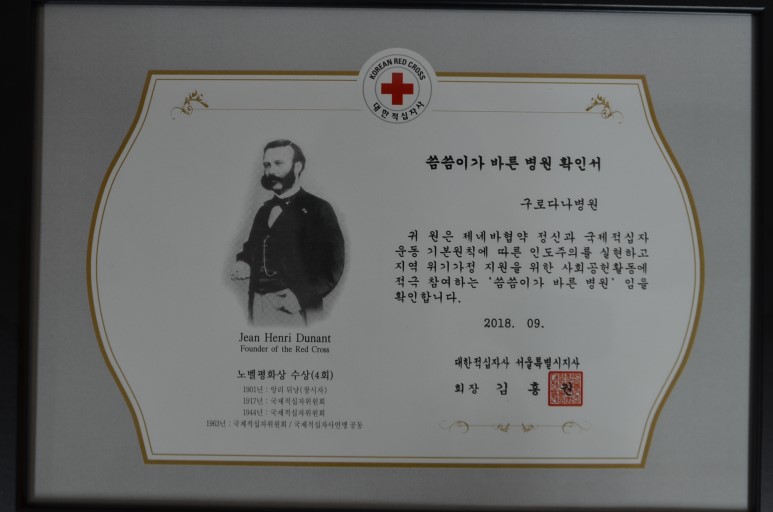 KOREAN RED CROSS
대한적십자사
씀씀이가 바른 병원 확인서
구로다나병원
귀 원은 제네바협약 정신과 국제적십자
운동 기본원칙에 따른 인도주의를 실현하고
지역 위기가정 지원을 위한 사회공헌활동에
적극 참여하는 '씀씀이가 바른 병원' 임을
확인합니다.
2018. 09.
대한적십자사 서울특별시지사
회장 김 흥 권
Jean Henri Dunant
Founder of the Red Cross
노벨평화상 수상(4회)
1901년 : 앙리 뒤낭(창시자)
1917년 : 국제적십자위원회
1944년 : 국제적십자위원회
1963년 : 국제적십자위원회 / 국제적십자사연맹 공동